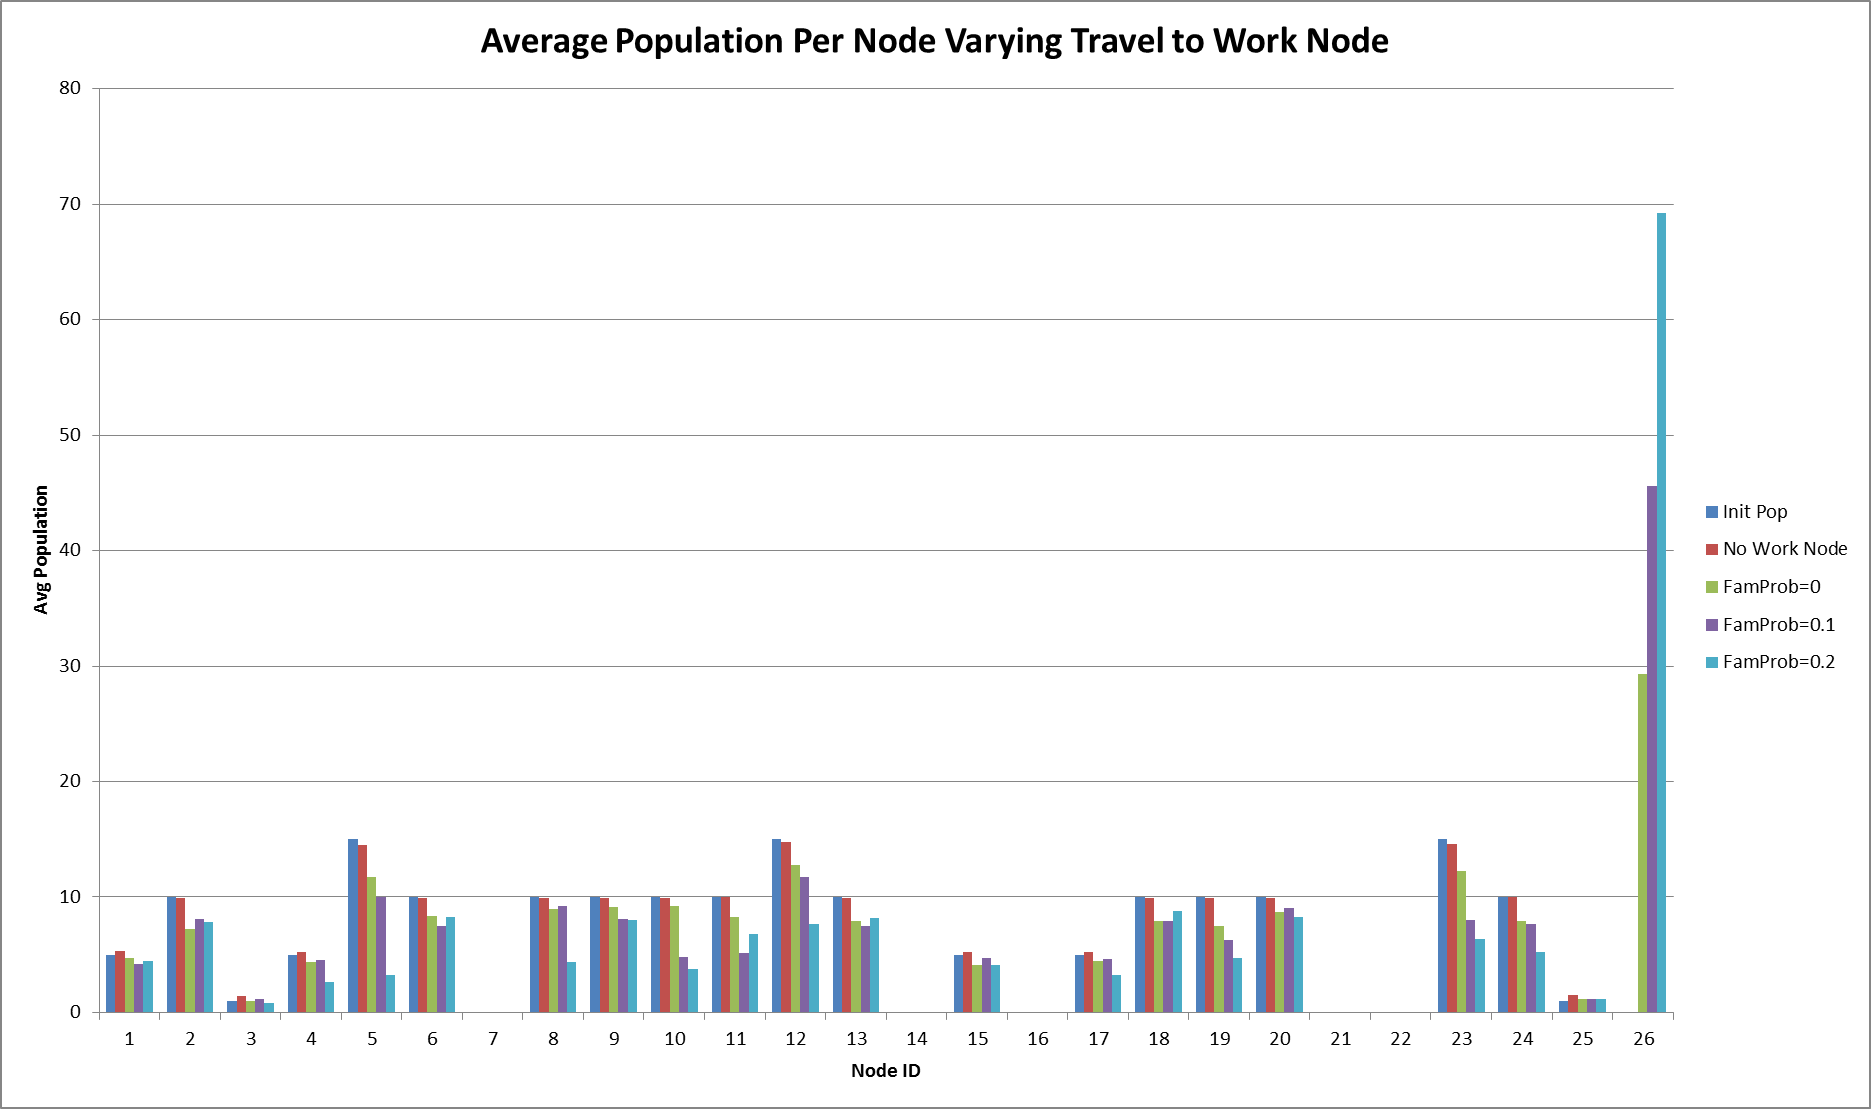 Average Population Per Node Varying Travel to Work Node
80
70
60
50
40
30
20
10
0
Avg Population
1 2 3 4 5 6 7 8 9 10 11 12 13 14 15 16 17 18 19 20 21 22 23 24 25 26
Node ID
Init Pop
No Work Node
FamProb=0
FamProb=0.1
FamProb=0.2